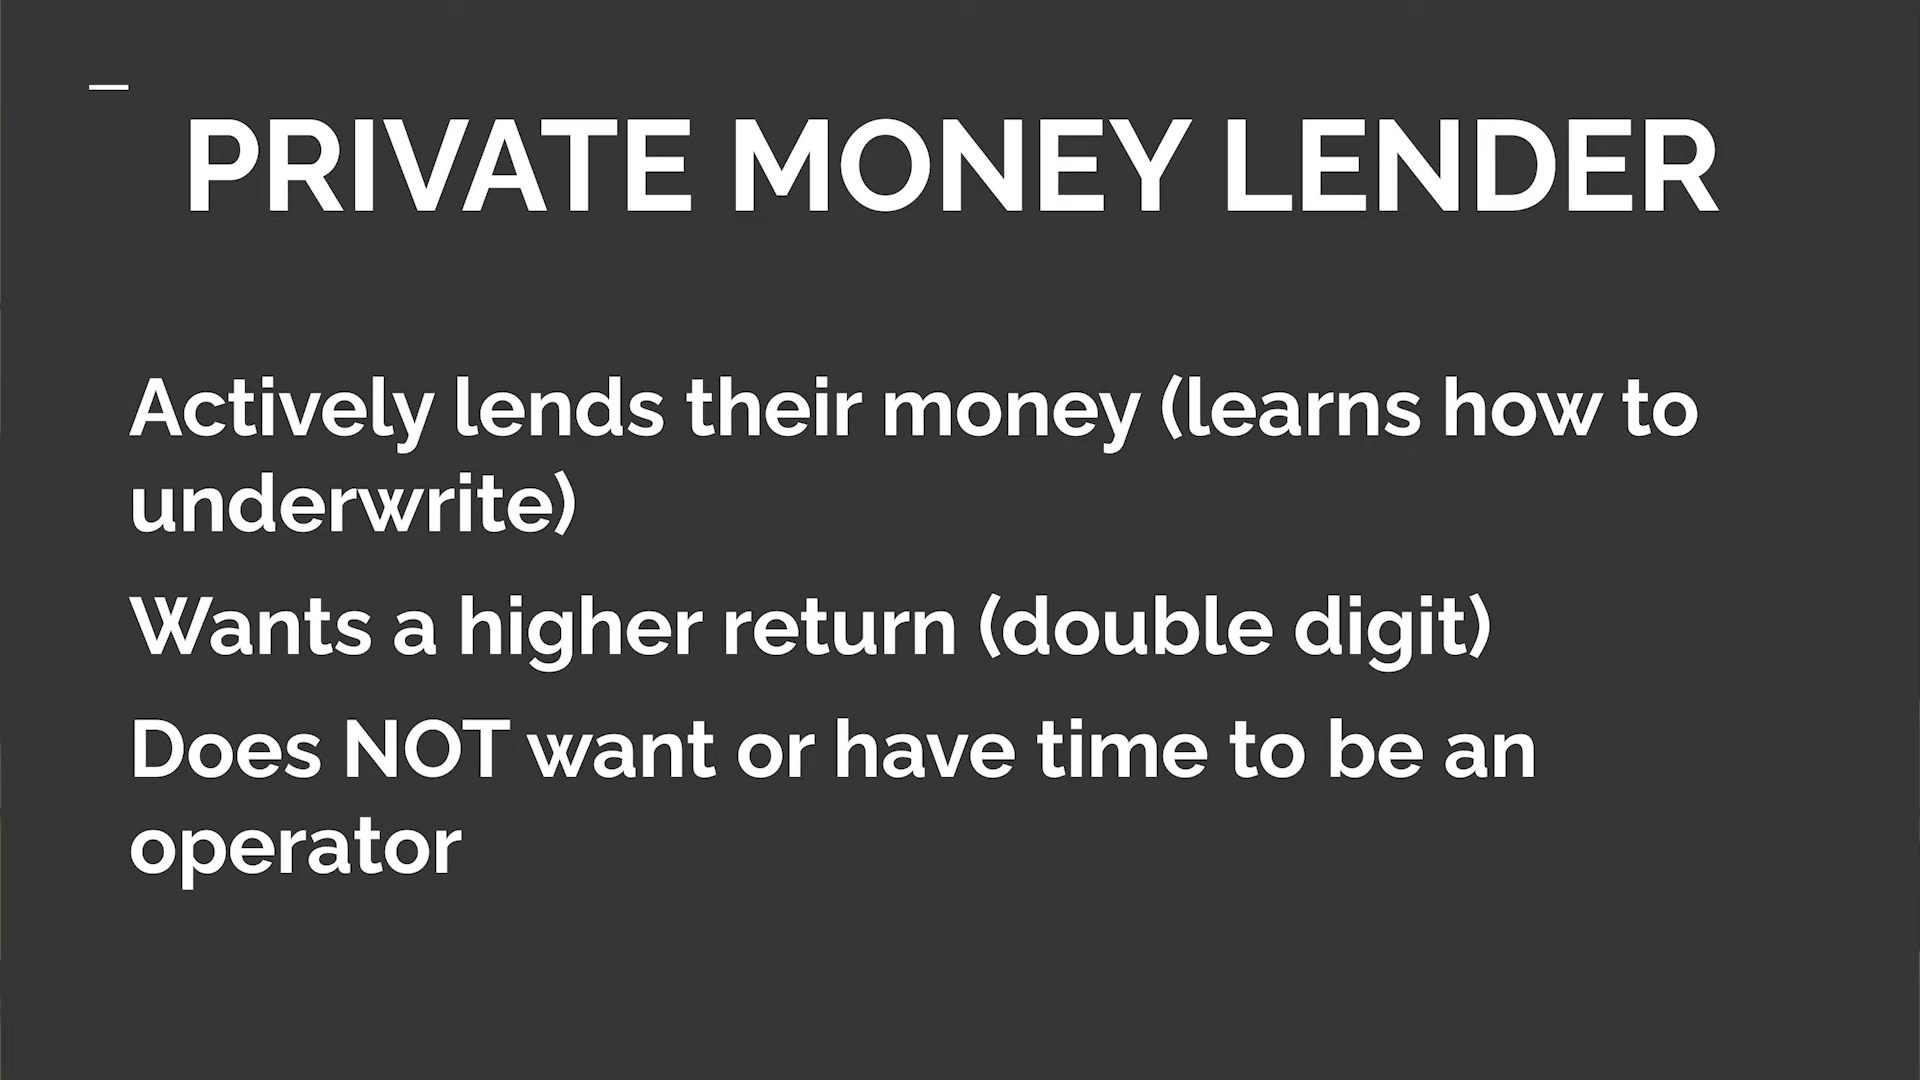 PRIVATE MONEY LENDER
Actively lends their money (learns how to
underwrite)
Wants a higher return (double digit)
Does NOT want or have time to be an
operator